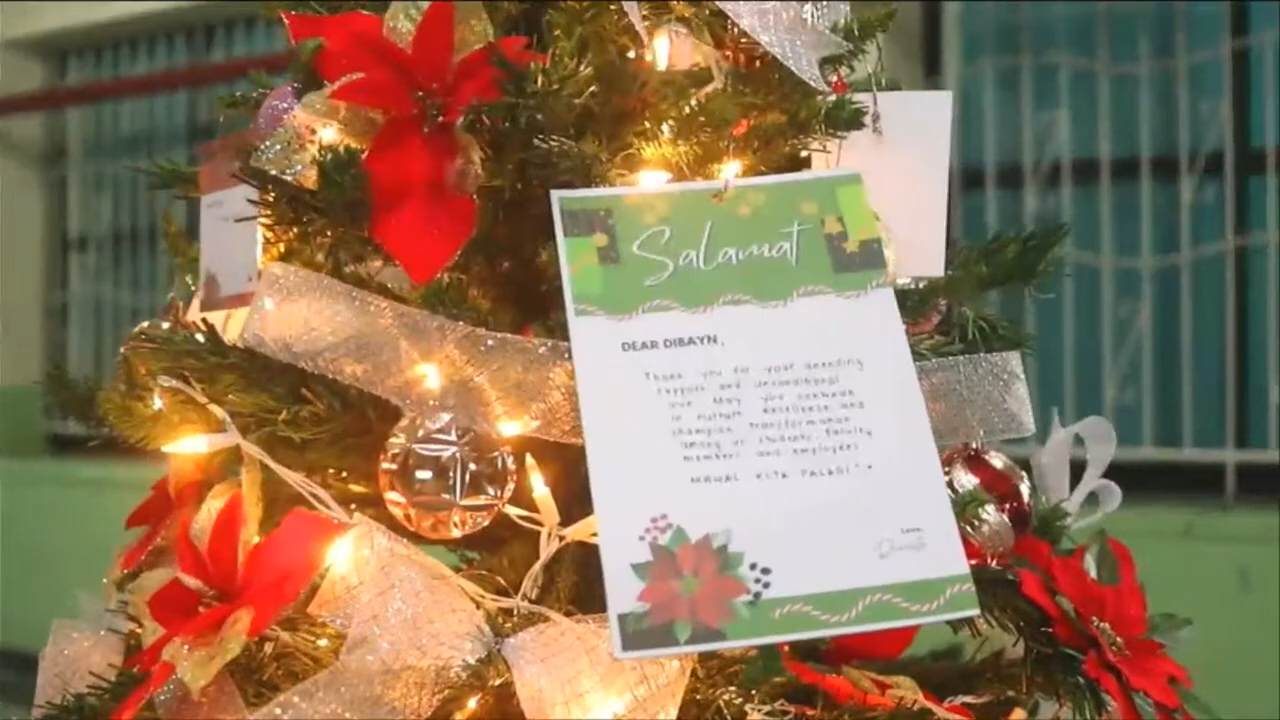 Salamat
DEAR DIBAYN,
Thank you for your unending
support and unconditional
love. May you continue
to nurture excellence and
champion transformation
among us students, faculty
members and employees
MAHAL KITA PALAGI
Love,